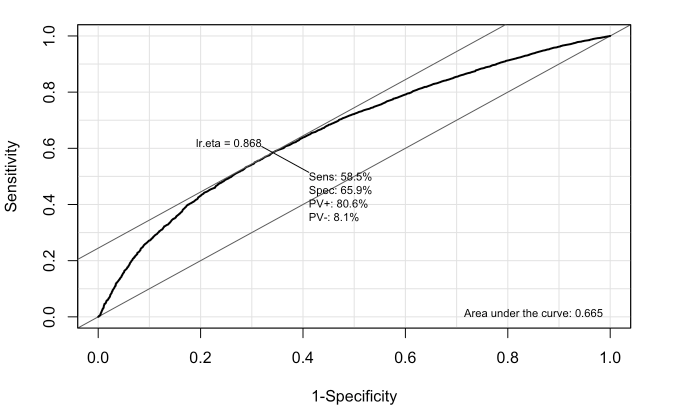 Sensitivity
1.0
0.8
0.6
0.4
0.2
0.0
lr.eta = 0.868
Sens: 58.5%
Spec: 65.9%
PV+: 80.6%
PV-: 8.1%
Area under the curve: 0.665
0.0 0.2 0.4 0.6 0.8 1.0
1-Specificity